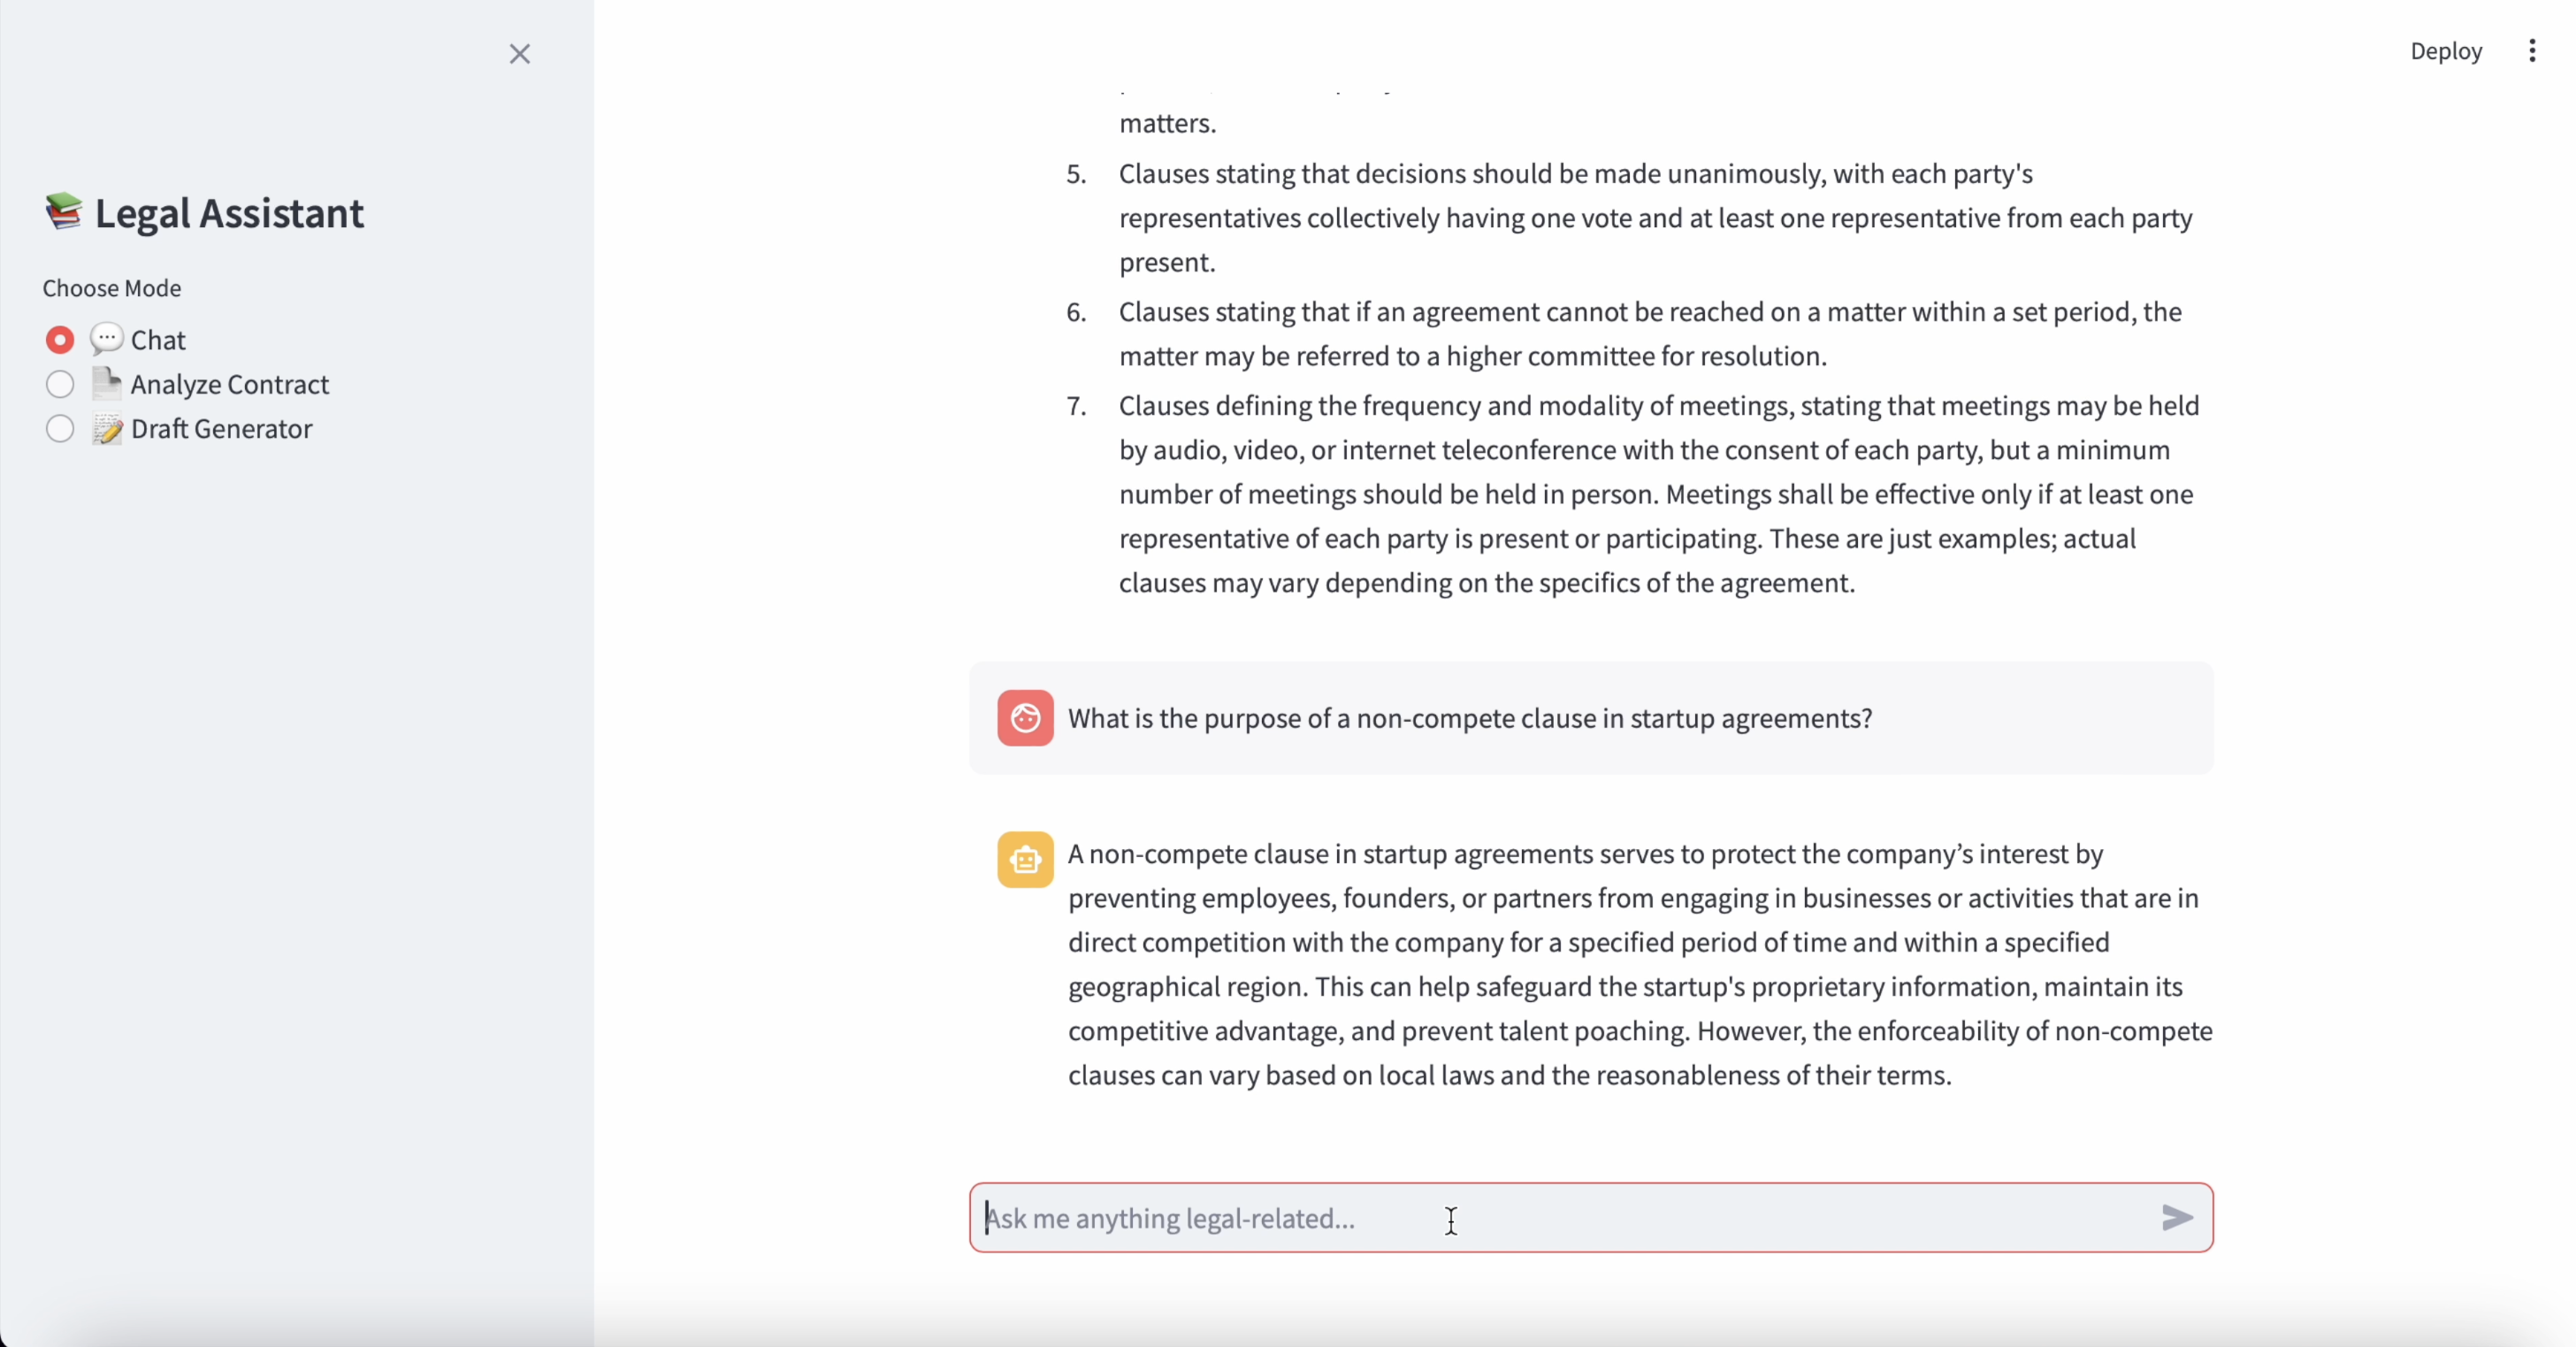 Deploy
📚 Legal Assistant
Choose Mode
💬 Chat
📄 Analyze Contract
📝 Draft Generator
matters.
5. Clauses stating that decisions should be made unanimously, with each party's
representatives collectively having one vote and at least one representative from each party
present.
6. Clauses stating that if an agreement cannot be reached on a matter within a set period, the
matter may be referred to a higher committee for resolution.
7. Clauses defining the frequency and modality of meetings, stating that meetings may be held
by audio, video, or internet teleconference with the consent of each party, but a minimum
number of meetings should be held in person. Meetings shall be effective only if at least one
representative of each party is present or participating. These are just examples; actual
clauses may vary depending on the specifics of the agreement.
What is the purpose of a non-compete clause in startup agreements?
A non-compete clause in startup agreements serves to protect the company’s interest by
preventing employees, founders, or partners from engaging in businesses or activities that are in
direct competition with the company for a specified period of time and within a specified
geographical region. This can help safeguard the startup's proprietary information, maintain its
competitive advantage, and prevent talent poaching. However, the enforceability of non-compete
clauses can vary based on local laws and the reasonableness of their terms.
Ask me anything legal-related...